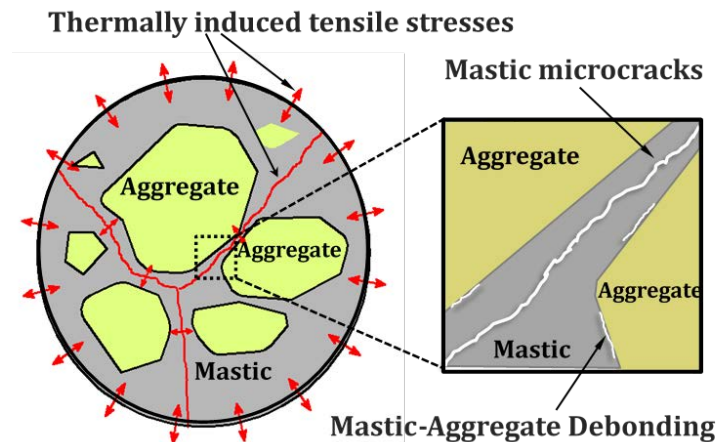 Thermally induced tensile stresses
Mastic microcracks
Aggregate
Aggregate
Mastic
Aggregate
Aggregate
Mastic
Mastic-Aggregate Debonding